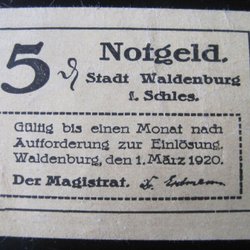 Notgeld.
5 ₰ Stadt Waldenburg
i. Schles.
Gültig bis einen Monat nach
Aufforderung zur Einlösung.
Waldenburg, den 1. März 1920.
Der Magistrat.